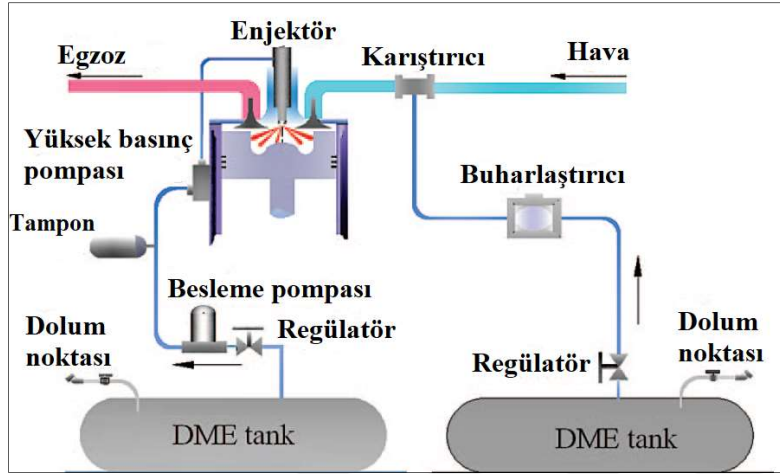 Enjektör
Egzoz
Karıştırıcı
Hava
Yüksek basınç
pompası
Buharlaştırıcı
Tampon
Besleme pompası
Dolum
noktası
Regülatör
Regülatör
Dolum
noktası
DME tank
DME tank